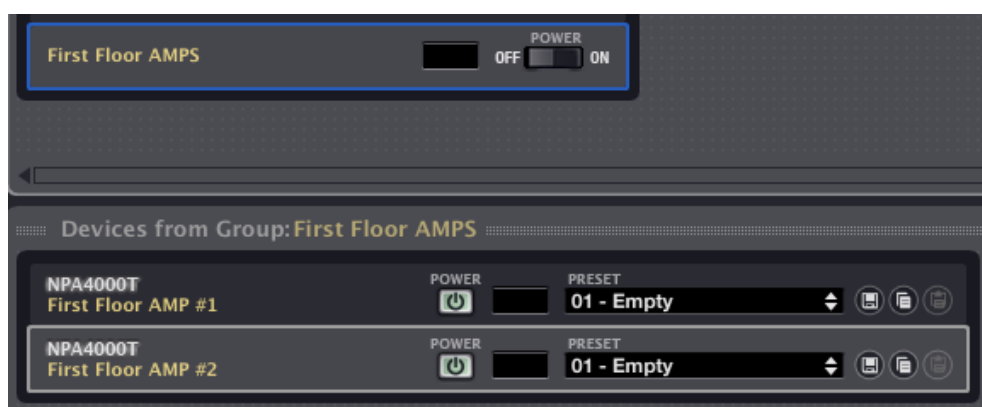 POWER
First Floor AMPS OFF ON
Devices from Group: First Floor AMPS
POWER PRESET
NPA4000T
01 - Empty
First Floor AMP #1
POWER PRESET
NPA4000T
01 - Empty
First Floor AMP #2